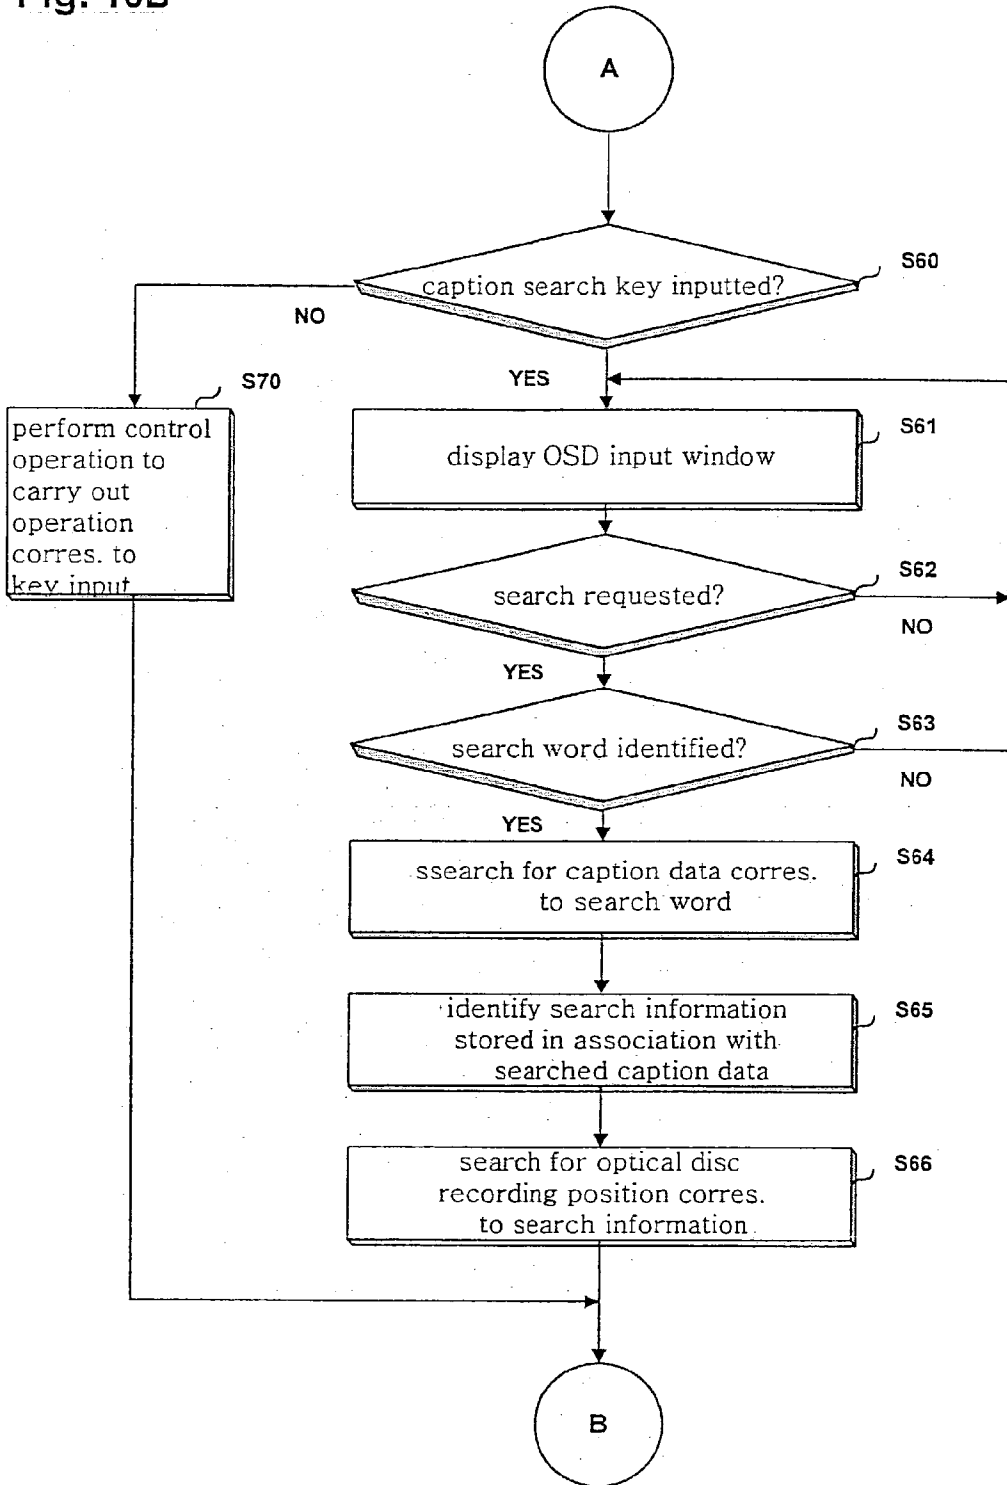 Fig. 10B
A
caption search key inputted?
S60
NO
YES
S70
perform control
operation to
carry out
operation
corres. to
key input
display OSD input window
S61
search requested?
S62
NO
YES
search word identified?
S63
NO
YES
ssearch for caption data corres.
to search word
S64
identify search information
stored in association with
searched caption data
S65
search for optical disc
recording position corres.
to search information
S66
B